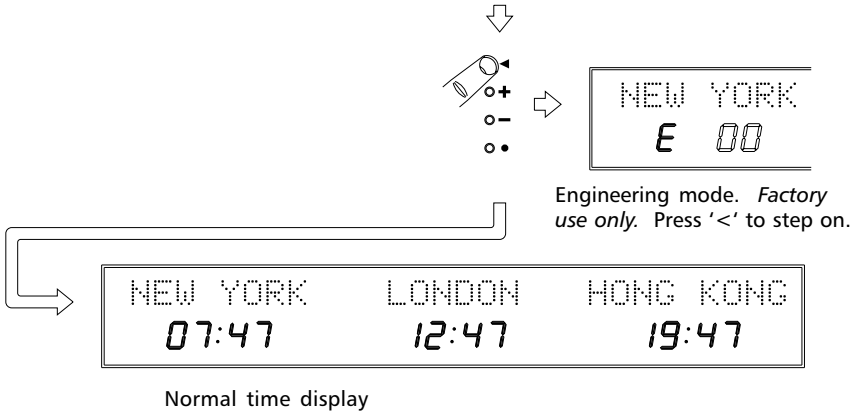 NEW YORK
E 00
Engineering mode. Factory
use only. Press ‘<‘ to step on.
NEW YORK LONDON HONG KONG
07:47 12:47 19:47
Normal time display